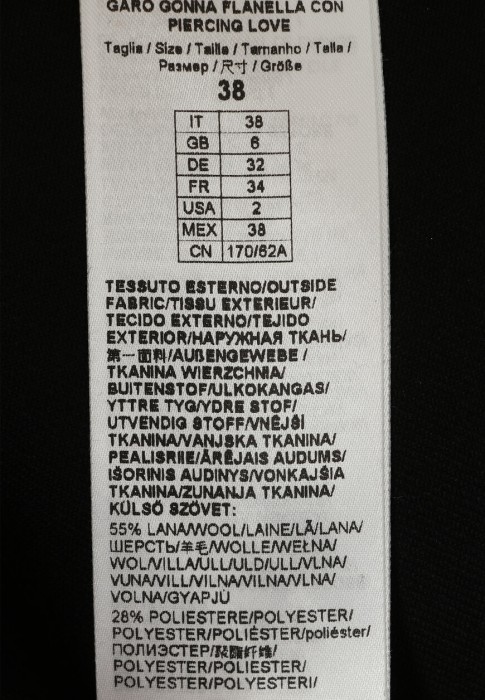 GARO GONNA FLANELLA CON
PIERCING LOVE
Taglia / Size / Taille / Tamanho / Talla /
Размер / 尺寸 / Größe
38
IT 38
GB 6
DE 32
FR 34
USA 2
MEX 38
CN 170/62A
TESSUTO ESTERNO/OUTSIDE
FABRIC/TISSU EXTERIEUR/
TECIDO EXTERNO/TEJIDO
EXTERIOR/НАРУЖНАЯ ТКАНЬ/
第一面料/AUßENGEWEBE /
TKANINA WIERZCHNIA/
BUITENSTOF/ULKOKANGAS/
YTTRE TYG/YDRE STOF/
UTVENDIG STOFF/VNĚJŠI
TKANINA/VANJSKA TKANINA/
PEALISRIIE/ĀRĒJAIS AUDUMS/
IŠORINIS AUDINYS/VONKAJŠIA
TKANINA/ZUNANJA TKANINA/
KÜLSŐ SZÖVET:
55% LANA/WOOL/LAINE/LÃ/LANA/
ШЕРСТЬ/羊毛/WOLLE/WEŁNA/
WOL/VILLA/ULL/ULD/ULL/VLNA/
VUNA/VILL/VILNA/VILNA/VLNA/
VOLNA/GYAPJÚ
28% POLIESTERE/POLYESTER/
POLYESTER/POLIÉSTER/poliéster/
ПОЛИЭСТЕР/聚酯纤维/
POLYESTER/POLIESTER/
POLYESTER/POLYESTERI/